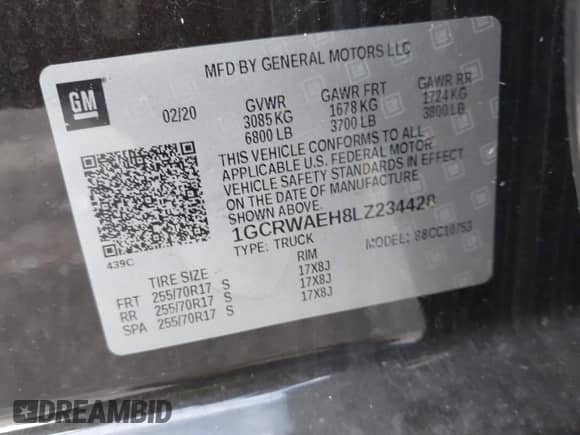 MFD BY GENERAL MOTORS LLC
GM
02/20 GVWR GAWR FRT GAWR RR
3085 KG 1678 KG 1724 KG
6800 LB 3700 LB 3800 LB
THIS VEHICLE CONFORMS TO ALL
APPLICABLE U.S. FEDERAL MOTOR
VEHICLE SAFETY STANDARDS IN EFFECT
ON THE DATE OF MANUFACTURE
SHOWN ABOVE.
1GCRWAEH8LZ234428
439C TYPE: TRUCK MODEL:
TIRE SIZE RIM
FRT 255/70R17 S 17X8J
RR 255/70R17 S 17X8J
SPA 255/70R17 S 17X8J
DREAMBID